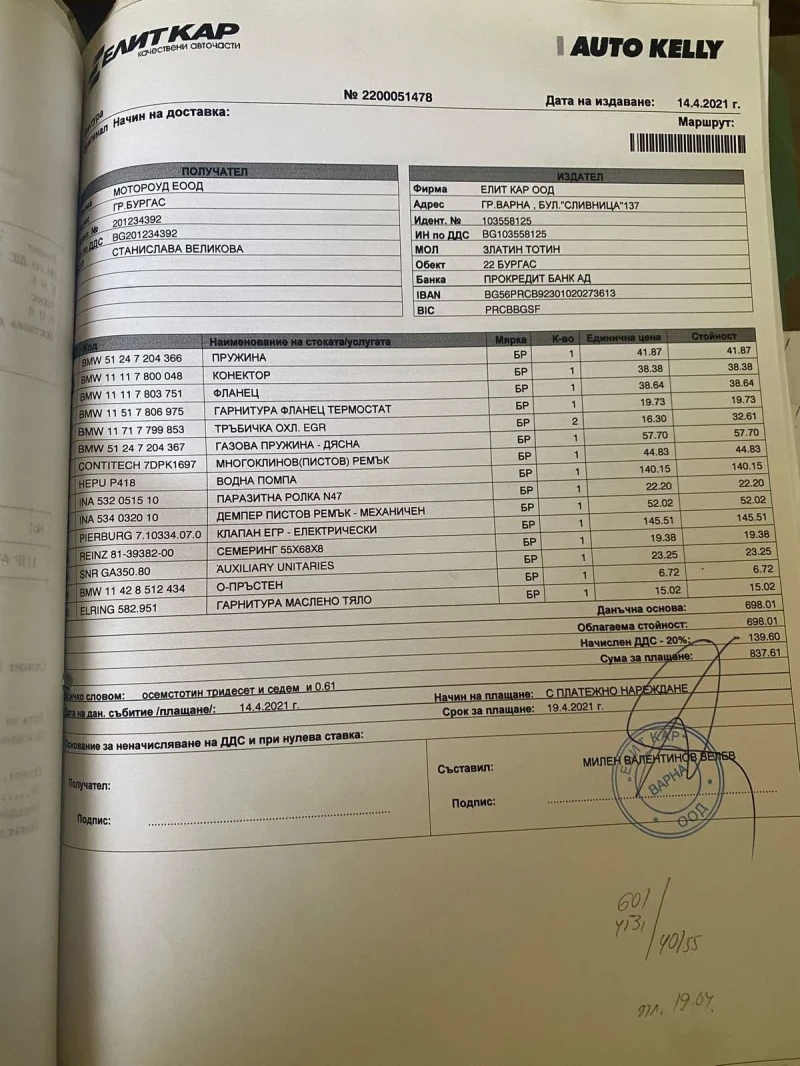 ЕЛИТ КАР
качествени авточасти
AUTO KELLY
№ 2200051478
Дата на издаване: 14.4.2021 г.
Начин на доставка:
Маршрут:
ПОЛУЧАТЕЛ
МОТОРОУД ЕООД
ГР.БУРГАС
201234392
ДДС BG201234392
СТАНИСЛАВА ВЕЛИКОВА
ИЗДАТЕЛ
Фирма ЕЛИТ КАР ООД
Адрес ГР.ВАРНА , БУЛ."СЛИВНИЦА"137
Идент. № 103558125
ИН по ДДС BG103558125
МОЛ ЗЛАТИН ТОТИН
Обект 22 БУРГАС
Банка ПРОКРЕДИТ БАНК АД
IBAN BG56PRCB92301020273613
BIC PRCBBGSF
Код Наименование на стоката/услугата Мярка К-во Единична цена Стойност
BMW 51 24 7 204 366 ПРУЖИНА БР 1 41.87 41.87
BMW 11 11 7 800 048 КОНЕКТОР БР 1 38.38 38.38
BMW 11 11 7 803 751 ФЛАНЕЦ БР 1 38.64 38.64
BMW 11 51 7 806 975 ГАРНИТУРА ФЛАНЕЦ ТЕРМОСТАТ БР 1 19.73 19.73
BMW 11 71 7 799 853 ТРЪБИЧКА ОХЛ. EGR БР 2 16.30 32.61
BMW 51 24 7 204 367 ГАЗОВА ПРУЖИНА - ДЯСНА БР 1 57.70 57.70
CONTITECH 7DPK1697 МНОГОКЛИНОВ(ПИСТОВ) РЕМЪК БР 1 44.83 44.83
HEPU P418 ВОДНА ПОМПА БР 1 140.15 140.15
INA 532 0515 10 ПАРАЗИТНА РОЛКА N47 БР 1 22.20 22.20
INA 534 0320 10 ДЕМПЕР ПИСТОВ РЕМЪК - МЕХАНИЧЕН БР 1 52.02 52.02
PIERBURG 7.10334.07.0 КЛАПАН ЕГР - ЕЛЕКТРИЧЕСКИ БР 1 145.51 145.51
REINZ 81-39382-00 СЕМЕРИНГ 55X68X8 БР 1 19.38 19.38
SNR GA350.80 AUXILIARY UNITARIES БР 1 23.25 23.25
BMW 11 42 8 512 434 О-ПРЪСТЕН БР 1 6.72 6.72
ELRING 582.951 ГАРНИТУРА МАСЛЕНО ТЯЛО БР 1 15.02 15.02
Данъчна основа: 698.01
Облагаема стойност: 698.01
Начислен ДДС - 20%: 139.60
Сума за плащане: 837.61
словом: осемстотин тридесет и седем и 0.61
Начин на плащане: С ПЛАТЕЖНО НАРЕЖДАНЕ
на дан. събитие /плащане/: 14.4.2021 г.
Срок за плащане: 19.4.2021 г.
Основание за неначисляване на ДДС и при нулева ставка:
Получател:
Подпис:
Съставил: МИЛЕН ВАЛЕНТИНОВ ВЕЛЕВ
Подпис:
"ЕЛИТ КАР"
ВАРНА
ООД
601
40/55
пл. 19.04.